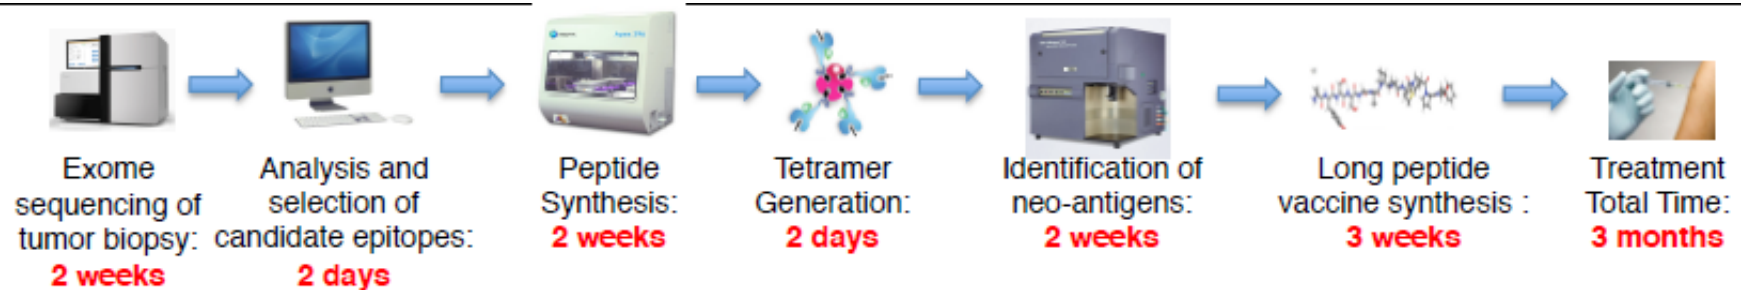 Exome
sequencing of
tumor biopsy:
2 weeks
Analysis and
selection of
candidate epitopes:
2 days
Peptide
Synthesis:
2 weeks
Tetramer
Generation:
2 days
Identification of
neo-antigens:
2 weeks
Long peptide
vaccine synthesis :
3 weeks
Treatment
Total Time:
3 months